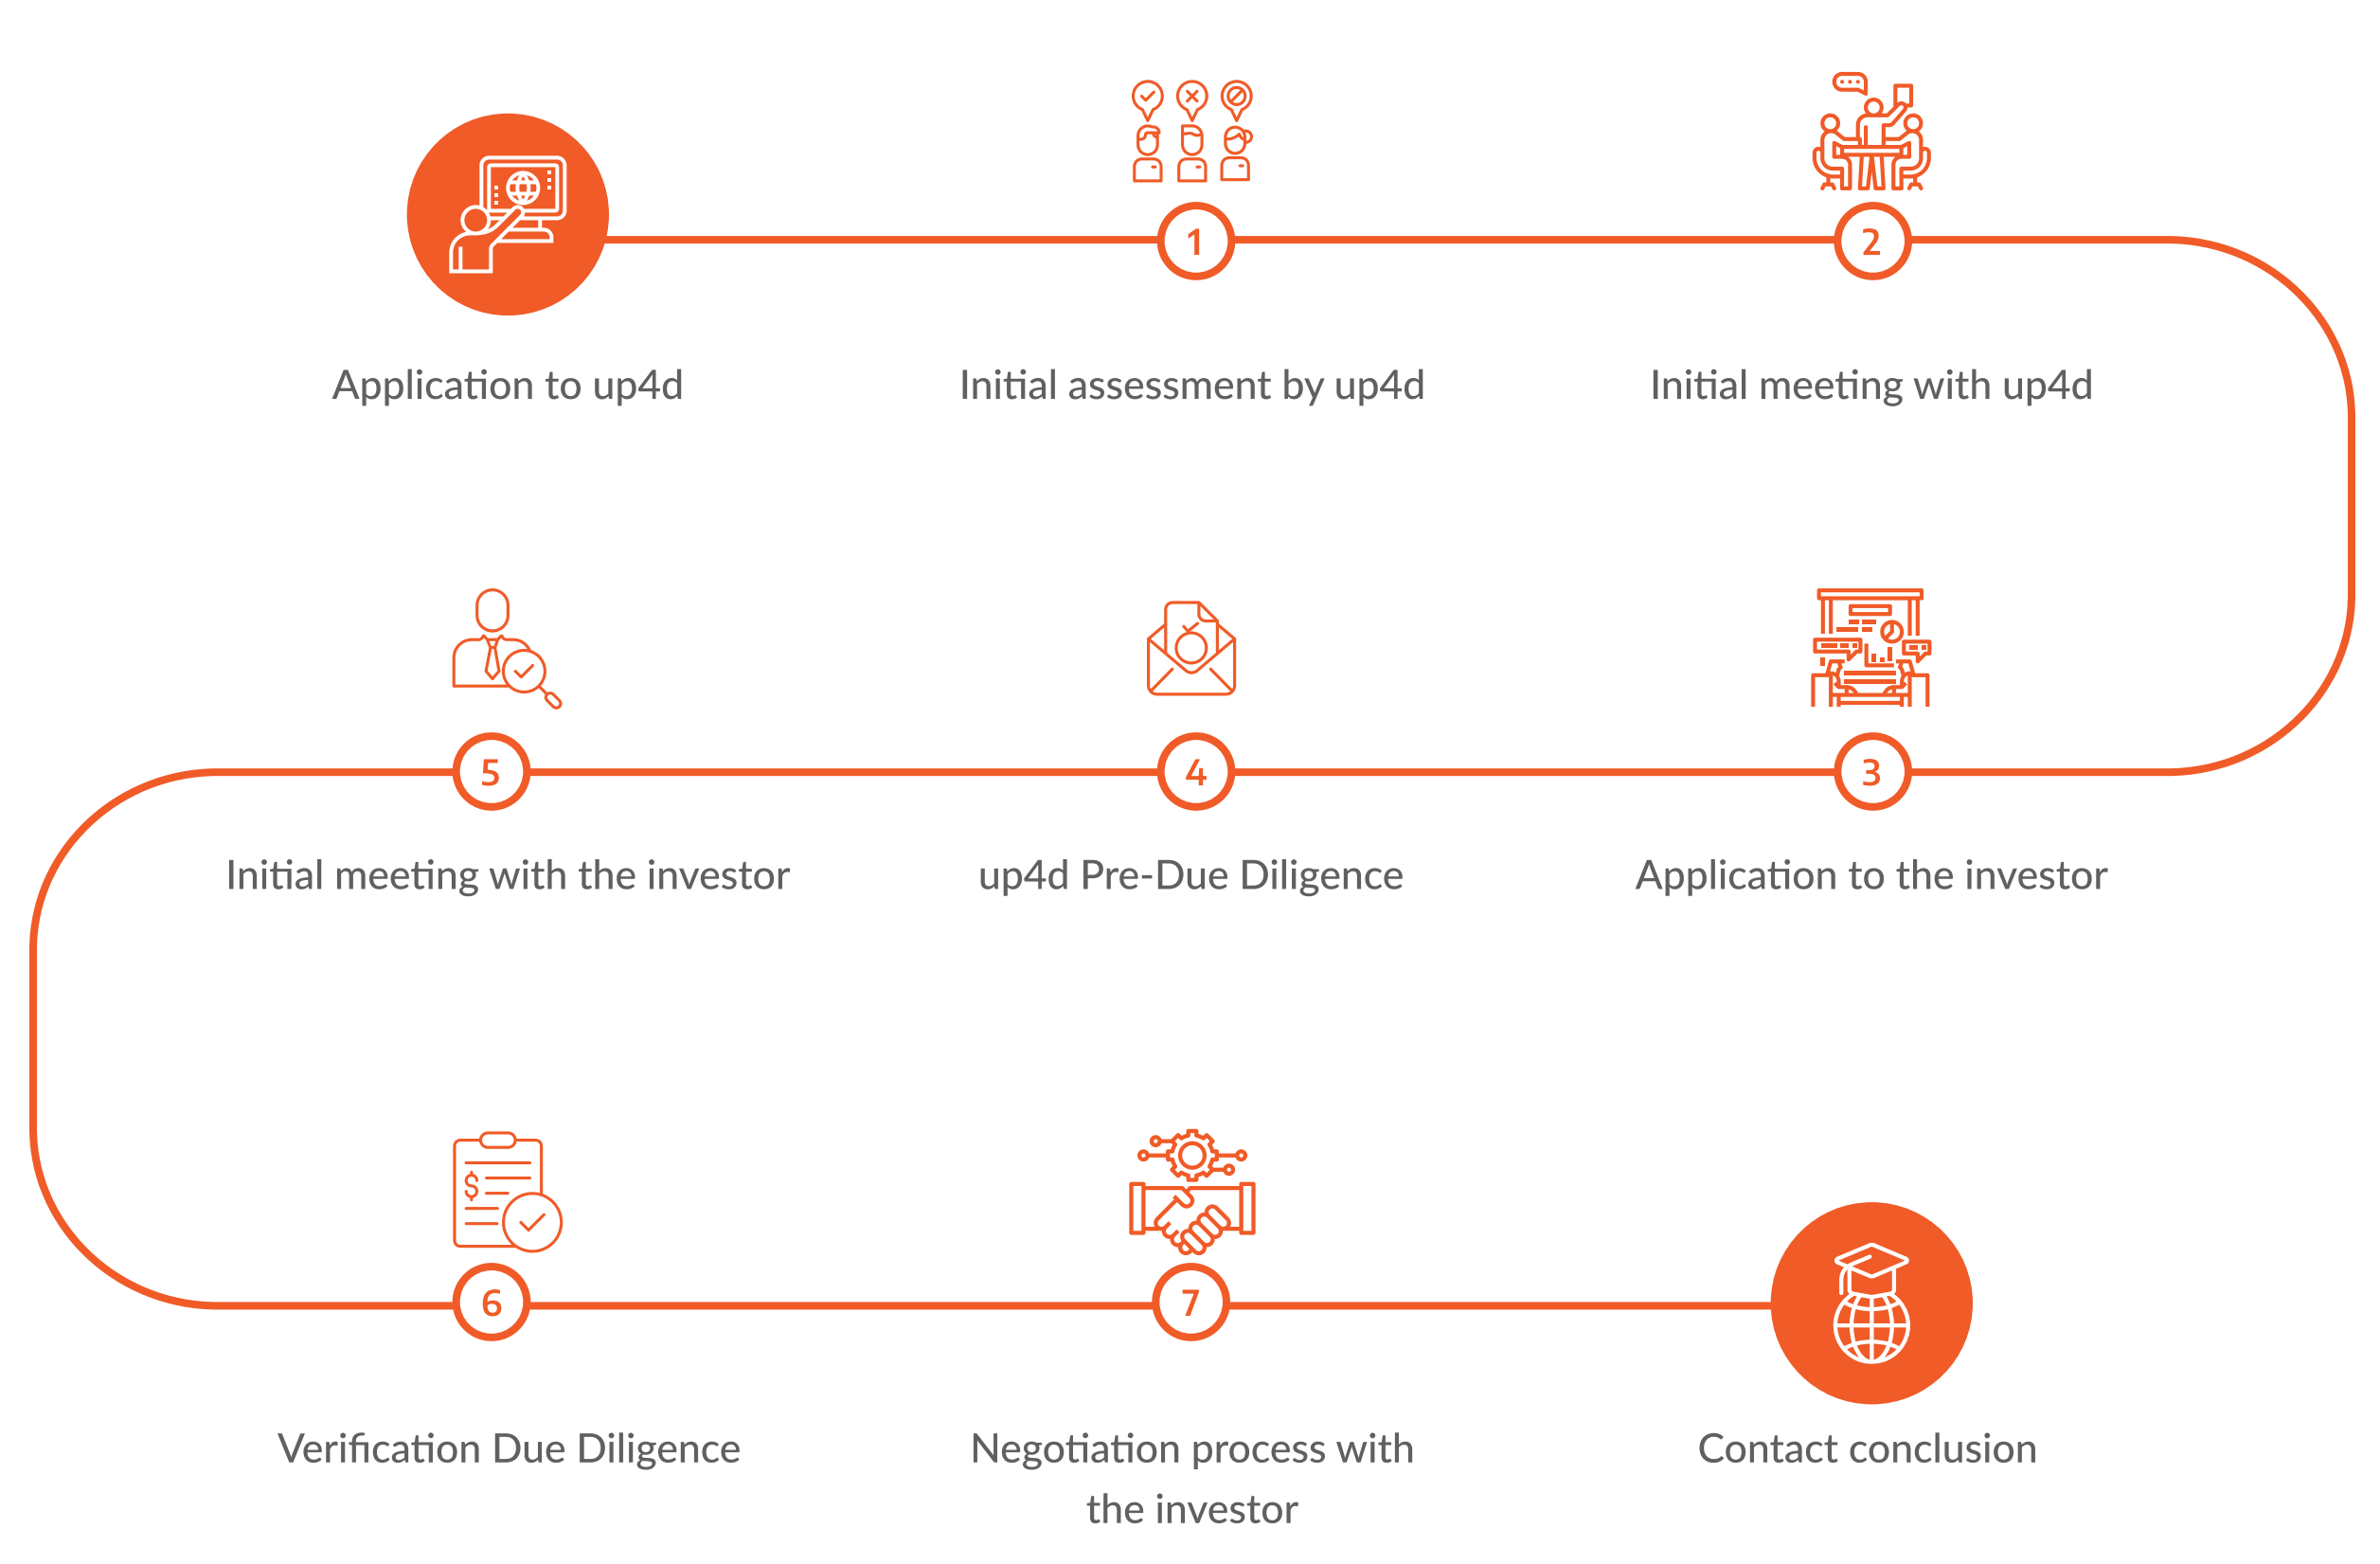 1
2
Application to up4d
Initial assessment by up4d
Initial meeting with up4d
5
4
3
Initial meeting with the investor
up4d Pre-Due Diligence
Application to the investor
6
7
Verification Due Diligence
Negotiation process with
the investor
Contact conclusion